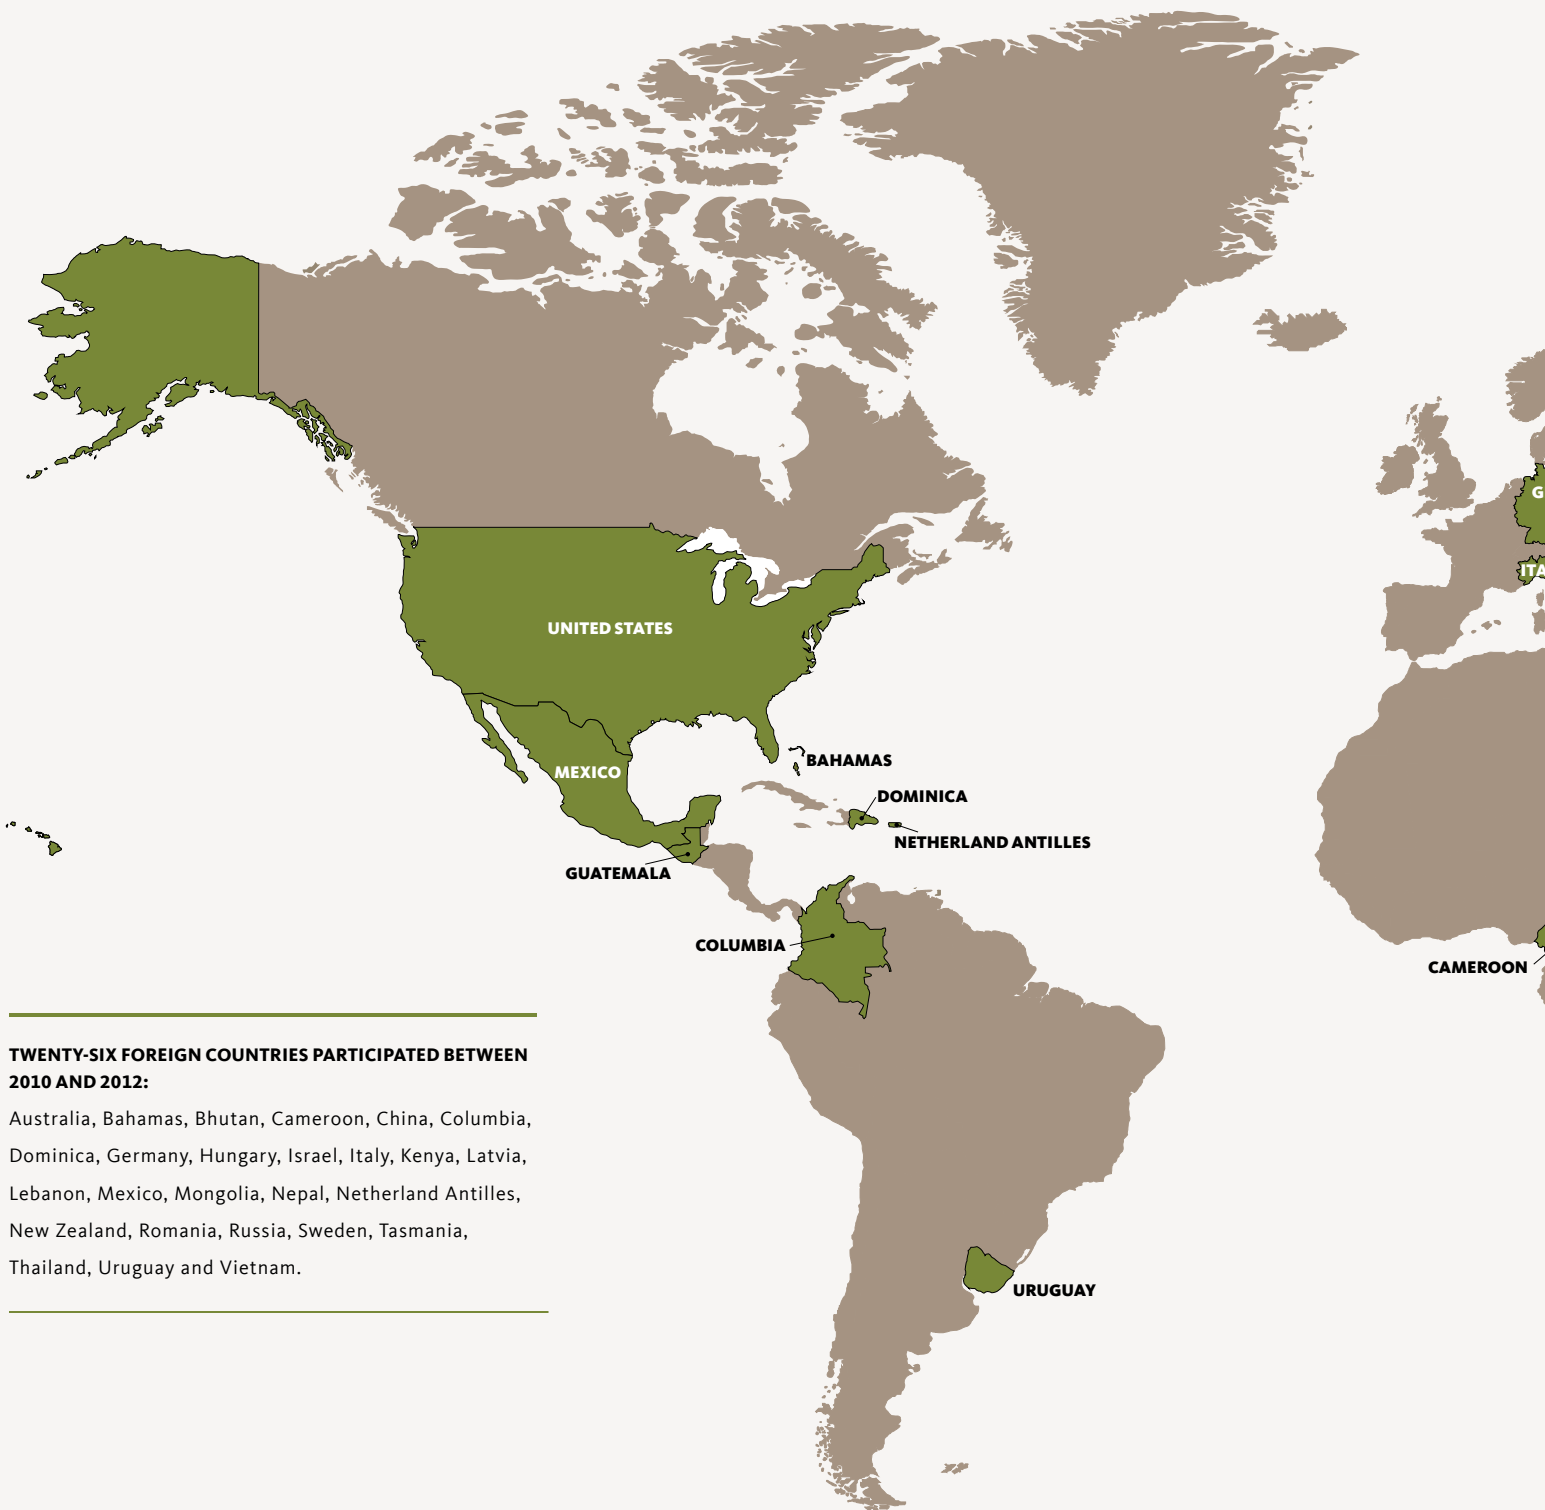 G
ITA
UNITED STATES
BAHAMAS
MEXICO
DOMINICA
NETHERLAND ANTILLES
GUATEMALA
COLUMBIA
CAMEROON
TWENTY-SIX FOREIGN COUNTRIES PARTICIPATED BETWEEN
2010 AND 2012:
Australia, Bahamas, Bhutan, Cameroon, China, Columbia,
Dominica, Germany, Hungary, Israel, Italy, Kenya, Latvia,
Lebanon, Mexico, Mongolia, Nepal, Netherland Antilles,
New Zealand, Romania, Russia, Sweden, Tasmania,
Thailand, Uruguay and Vietnam.
URUGUAY